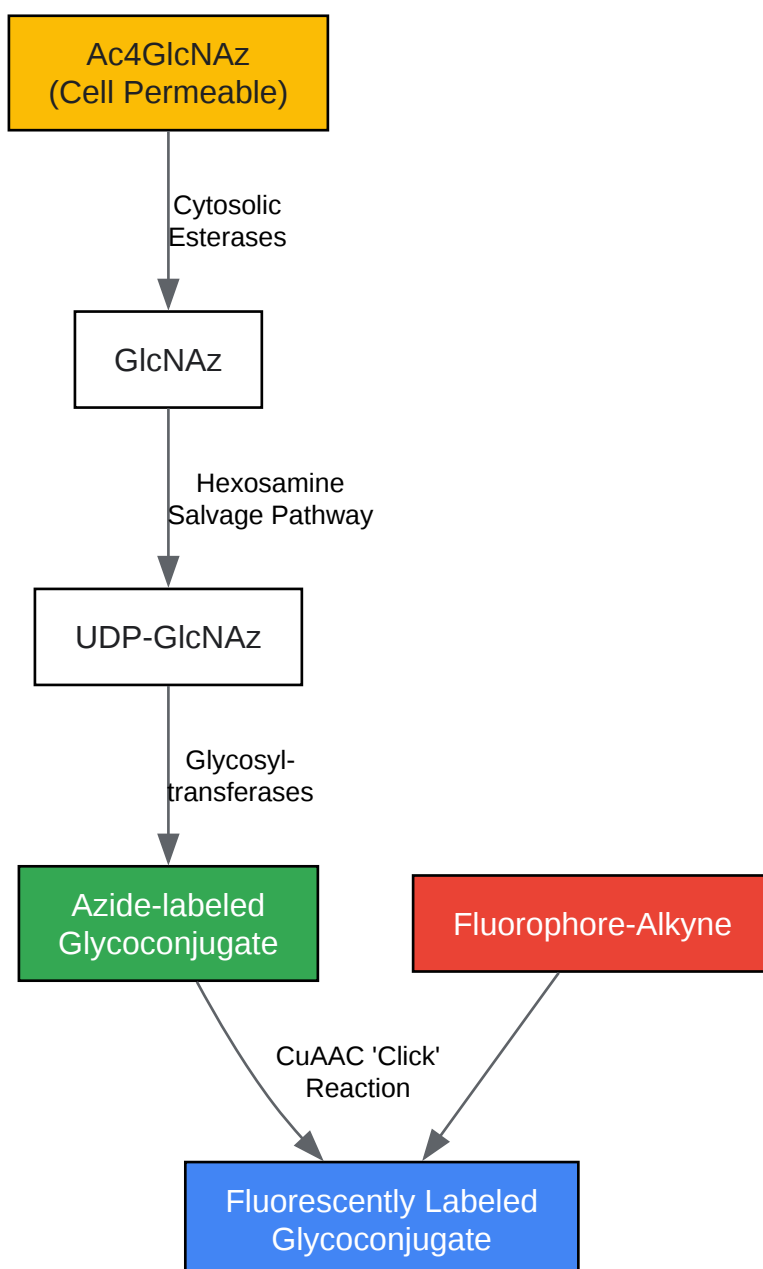 Ac4GlcNAz
(Cell Permeable)
Cytosolic
Esterases
GlcNAz
Hexosamine
Salvage Pathway
UDP-GlcNAz
Glycosyl-
transferases
Azide-labeled
Glycoconjugate
Fluorophore-Alkyne
CuAAC 'Click'
Reaction
Fluorescently Labeled
Glycoconjugate